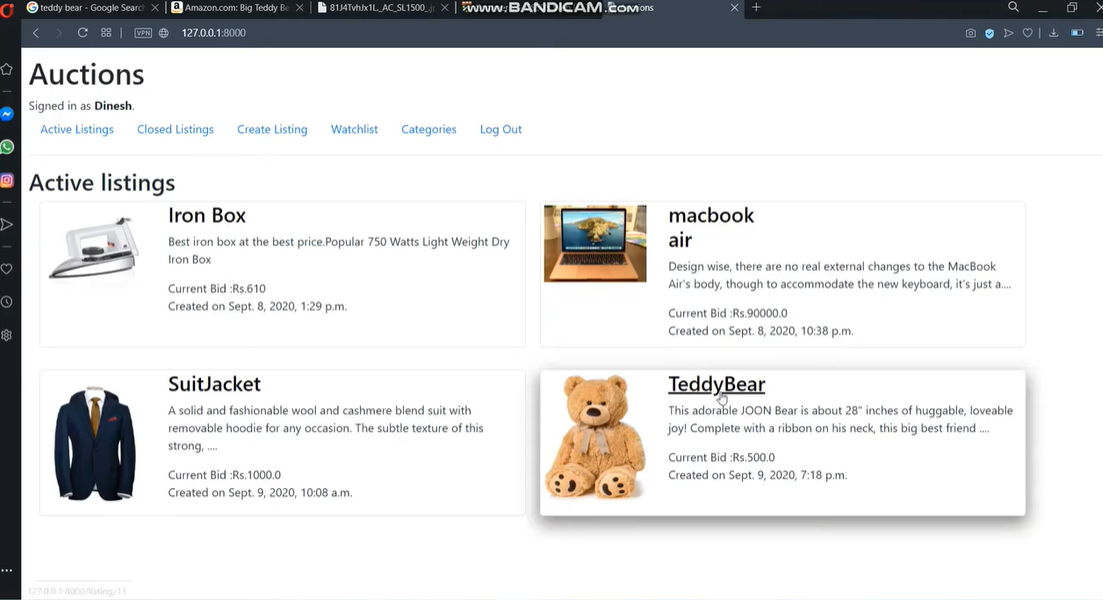 teddy bear - Google Search
Amazon.com: Big Teddy Be
81J4TvhJx1L._AC_SL1500_.j
www.BANDICAM.com
VPN
127.0.0.1:8000
Auctions
Signed in as Dinesh.
Active Listings
Closed Listings
Create Listing
Watchlist
Categories
Log Out
Active listings
Iron Box
Best iron box at the best price.Popular 750 Watts Light Weight Dry
Iron Box
Current Bid :Rs.610
Created on Sept. 8, 2020, 1:29 p.m.
macbook
air
Design wise, there are no real external changes to the MacBook
Air's body, though to accommodate the new keyboard, it's just a....
Current Bid :Rs.90000.0
Created on Sept. 8, 2020, 10:38 p.m.
SuitJacket
A solid and fashionable wool and cashmere blend suit with
removable hoodie for any occasion. The subtle texture of this
strong, ....
Current Bid :Rs.1000.0
Created on Sept. 9, 2020, 10:08 a.m.
TeddyBear
This adorable JOON Bear is about 28" inches of huggable, loveable
joy! Complete with a ribbon on his neck, this big best friend ....
Current Bid :Rs.500.0
Created on Sept. 9, 2020, 7:18 p.m.
127.0.0.1:8000/listing/13